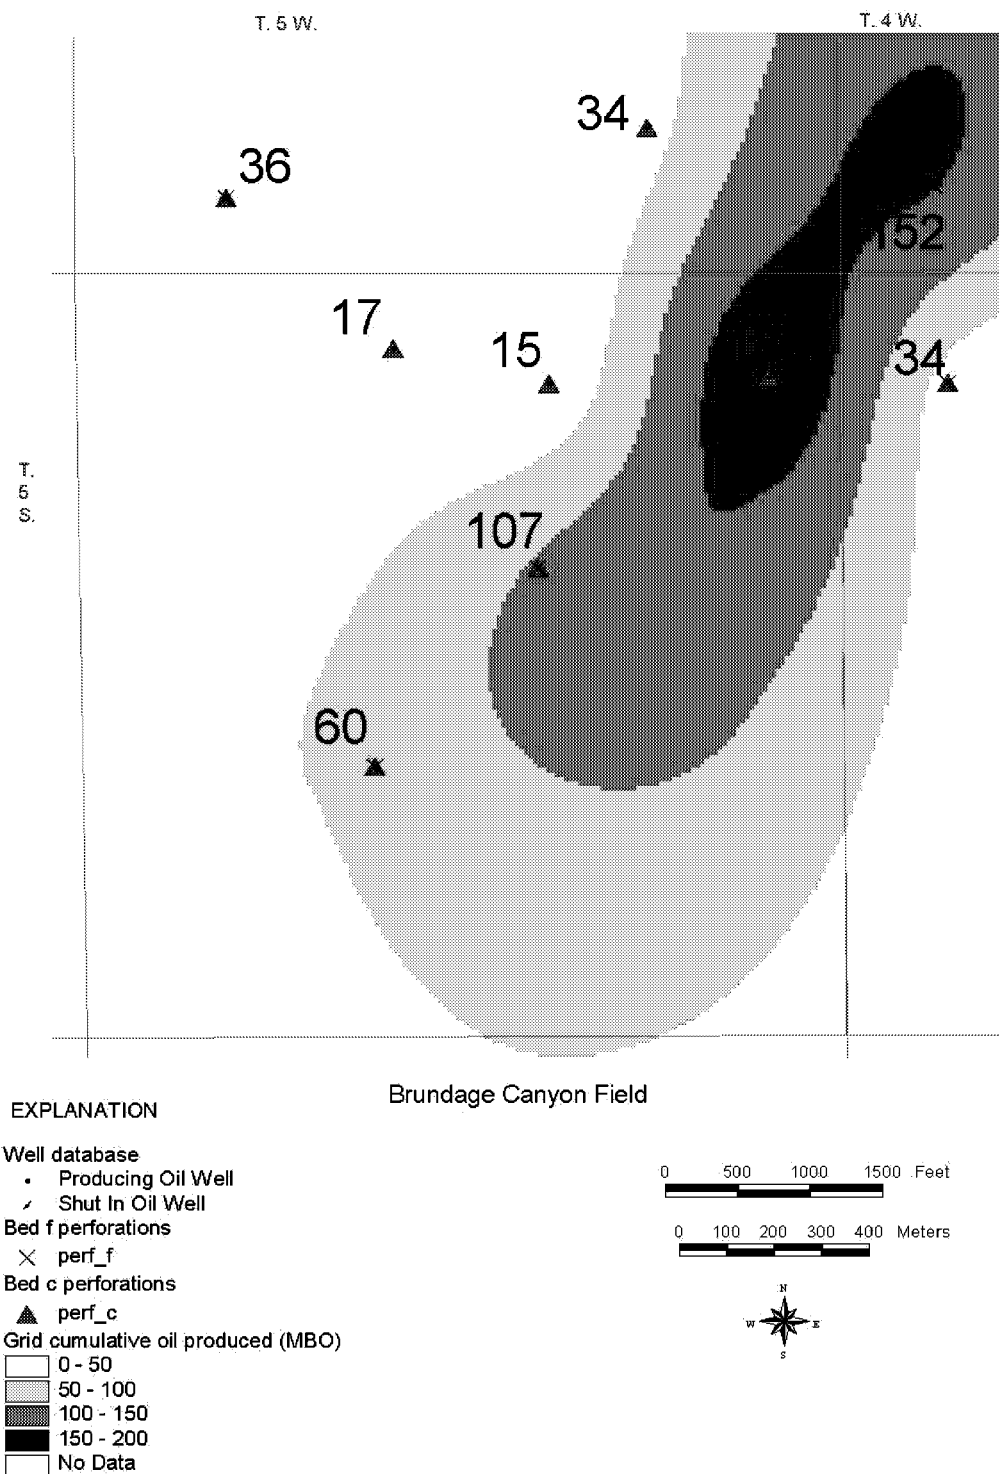 T. 5 W.
T. 4 W.
34
36
152
17
15
34
T.
5
S.
107
60
Brundage Canyon Field
EXPLANATION
Well database
Producing Oil Well
Shut In Oil Well
Bed f perforations
perf_f
Bed c perforations
perf_c
Grid cumulative oil produced (MBO)
0 - 50
50 - 100
100 - 150
150 - 200
No Data
0 500 1000 1500 Feet
0 100 200 300 400 Meters
N
W E
S